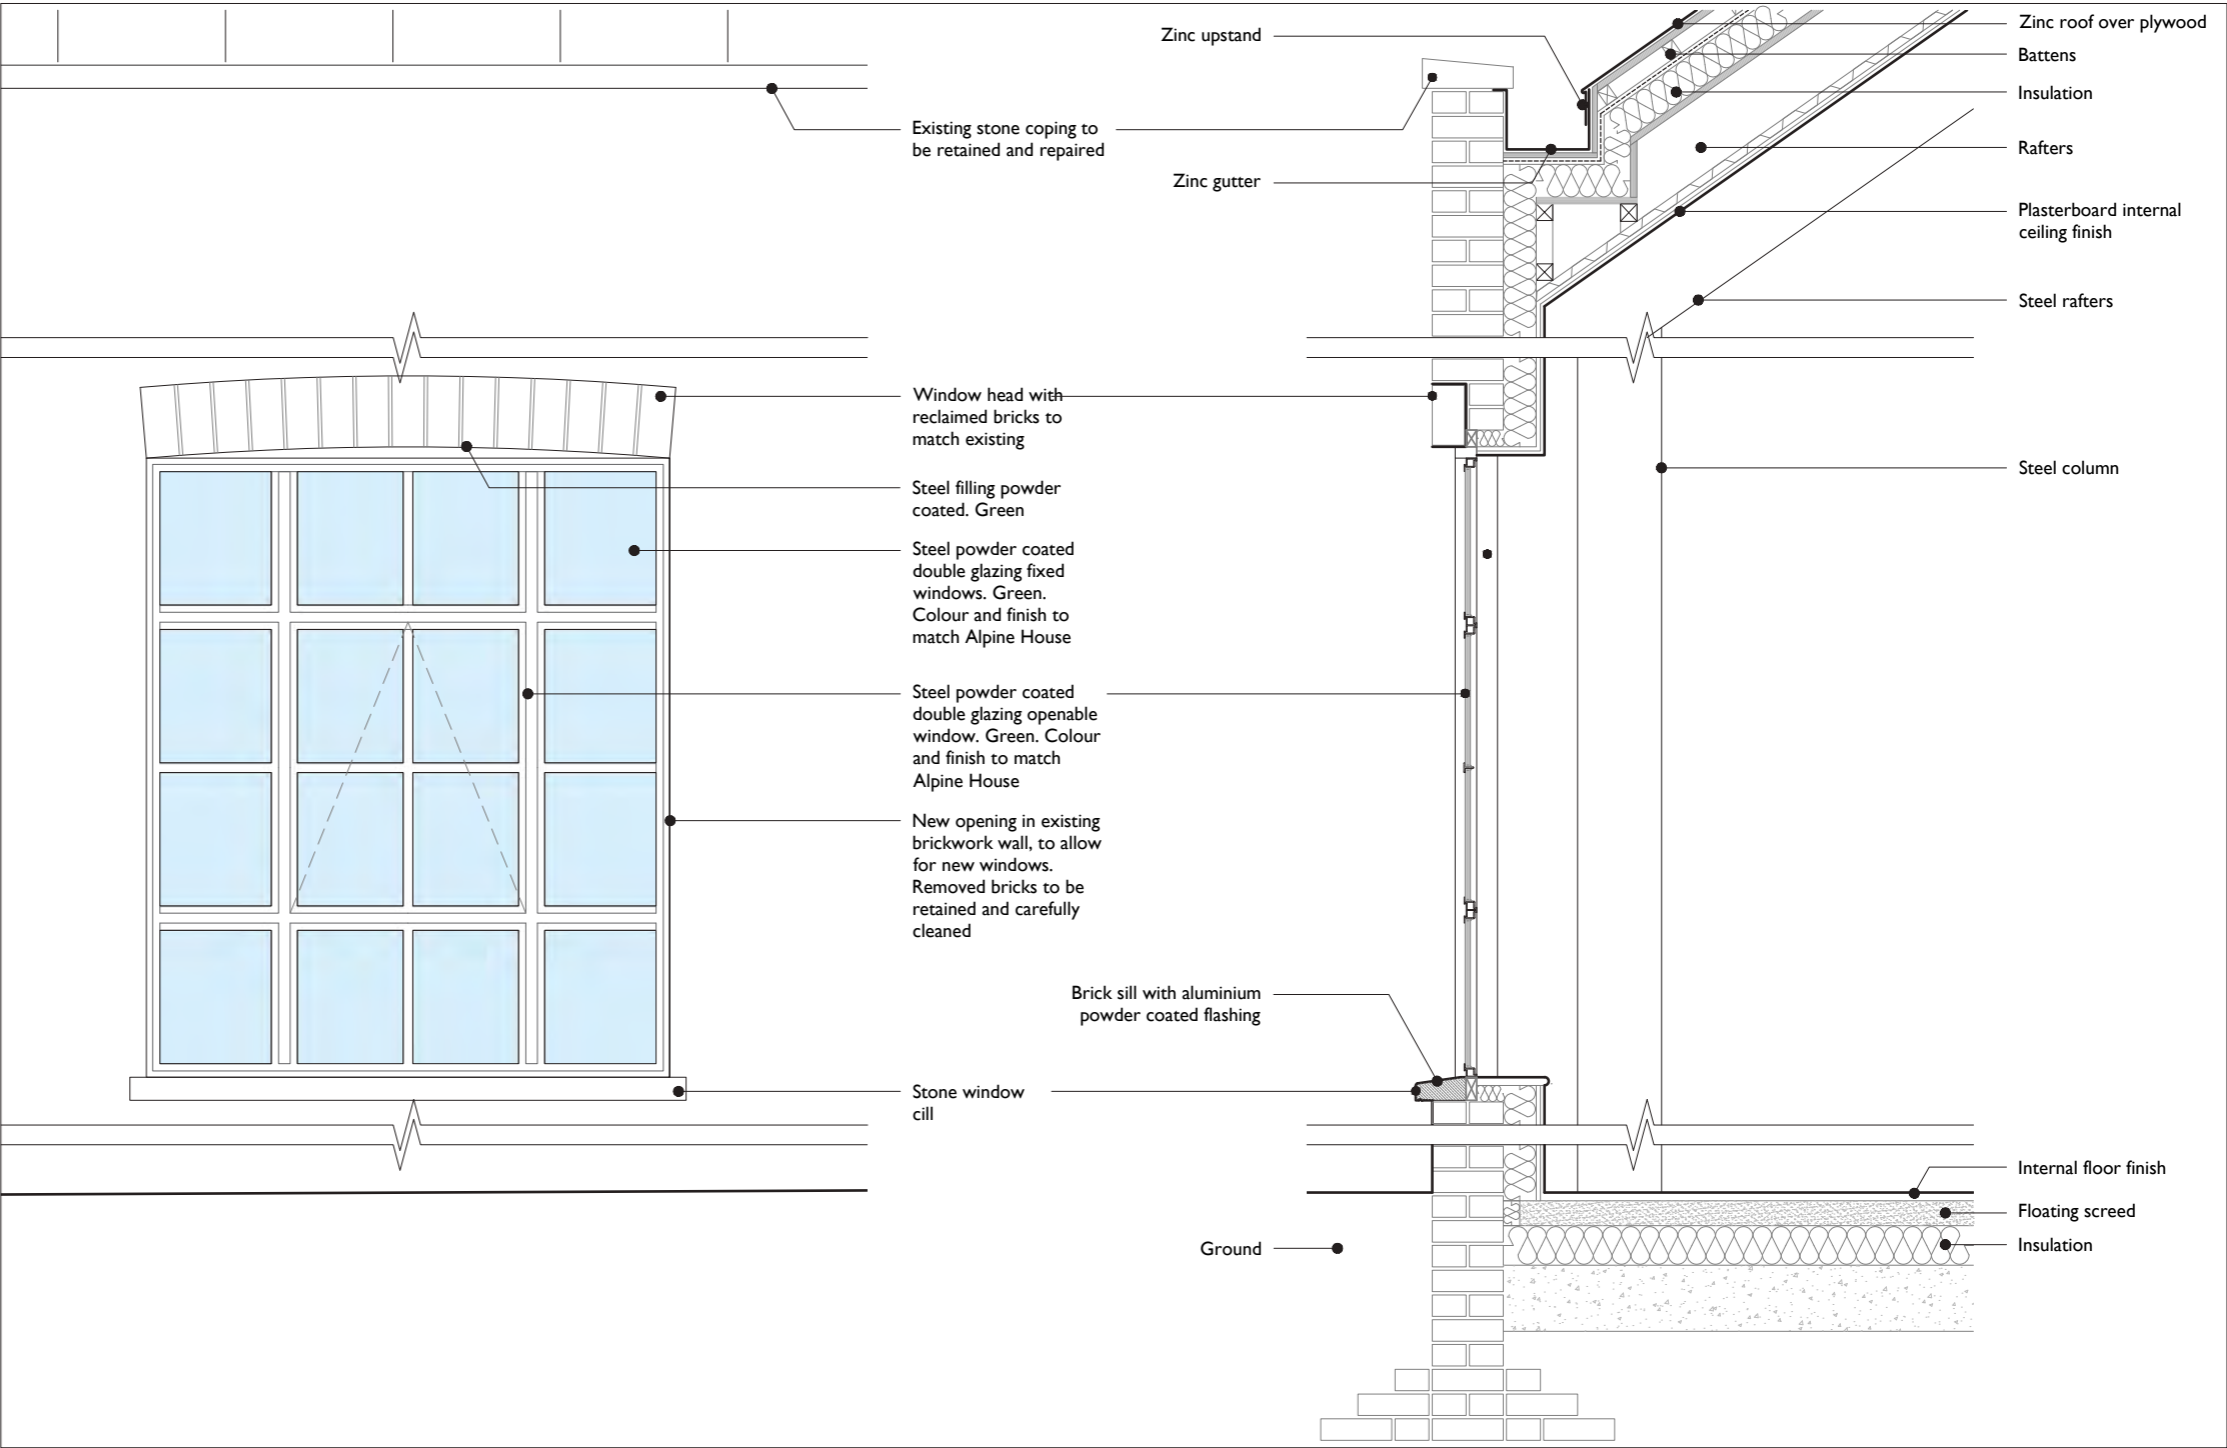 Zinc upstand
Existing stone coping to
be retained and repaired
Zinc gutter
Window head with
reclaimed bricks to
match existing
Steel filling powder
coated. Green
Steel powder coated
double glazing fixed
windows. Green.
Colour and finish to
match Alpine House
Steel powder coated
double glazing openable
window. Green. Colour
and finish to match
Alpine House
New opening in existing
brickwork wall, to allow
for new windows.
Removed bricks to be
retained and carefully
cleaned
Brick sill with aluminium
powder coated flashing
Stone window
cill
Ground
Zinc roof over plywood
Battens
Insulation
Rafters
Plasterboard internal
ceiling finish
Steel rafters
Steel column
Internal floor finish
Floating screed
Insulation